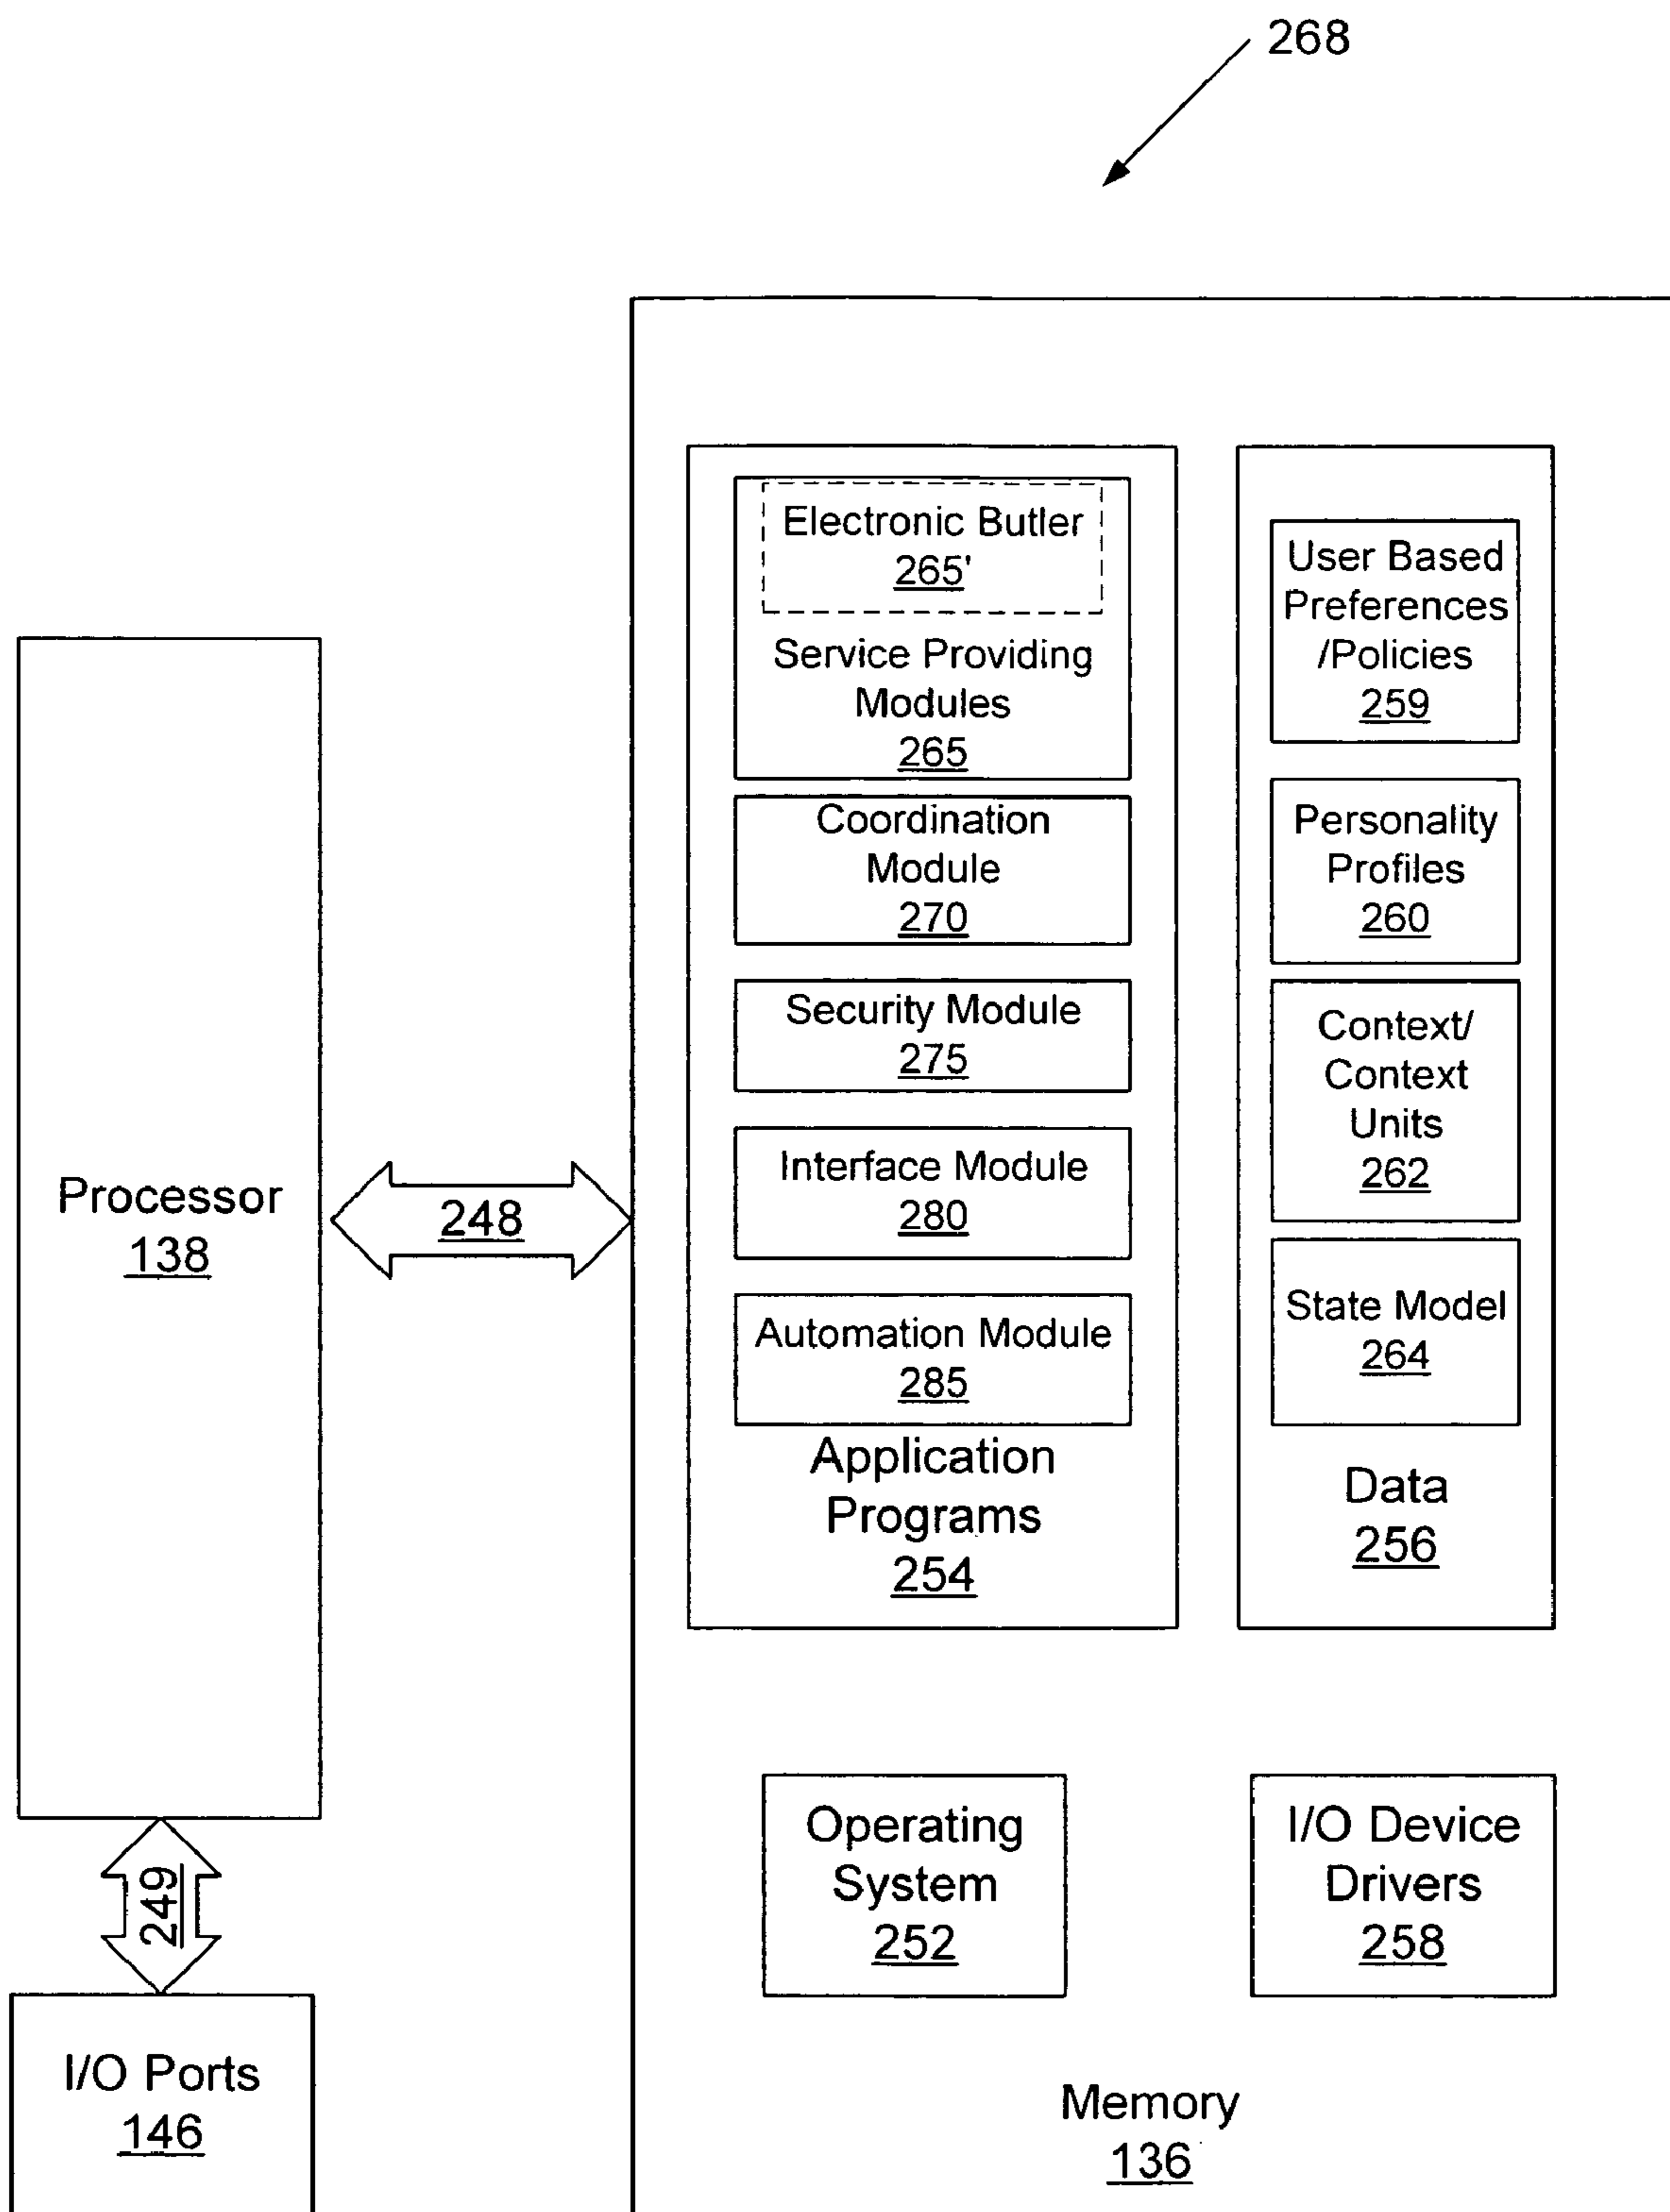 268
Electronic Butler
265'
Service Providing
Modules
265
Coordination
Module
270
Security Module
275
Interface Module
280
Automation Module
285
Application
Programs
254
User Based
Preferences
/Policies
259
Personality
Profiles
260
Context/
Context
Units
262
State Model
264
Data
256
Processor
138
248
249
I/O Ports
146
Operating
System
252
I/O Device
Drivers
258
Memory
136